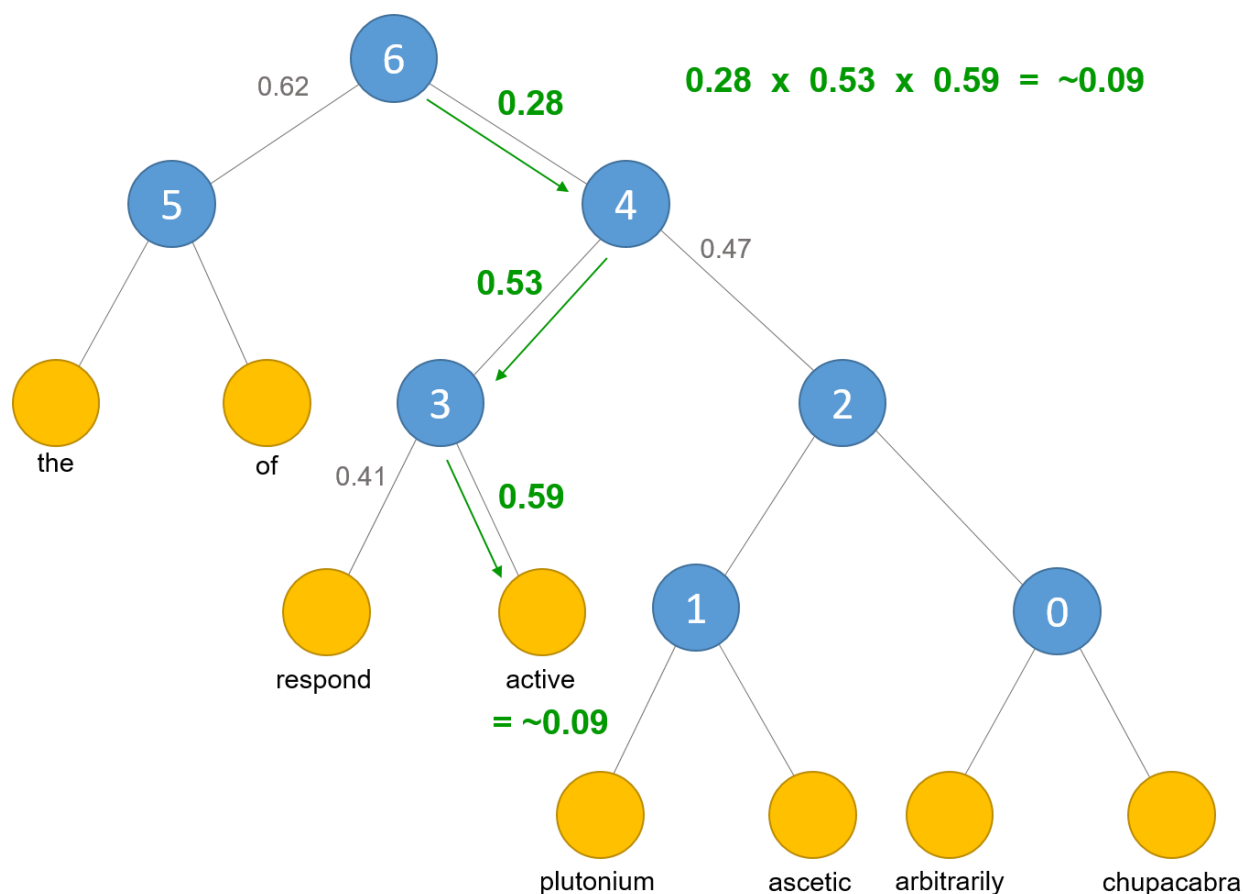 6
0.28 x 0.53 x 0.59 = ~0.09
0.62
0.28
5
4
0.47
0.53
3
2
the
of
0.41
0.59
1
0
respond
active
= ~0.09
plutonium
ascetic
arbitrarily
chupacabra